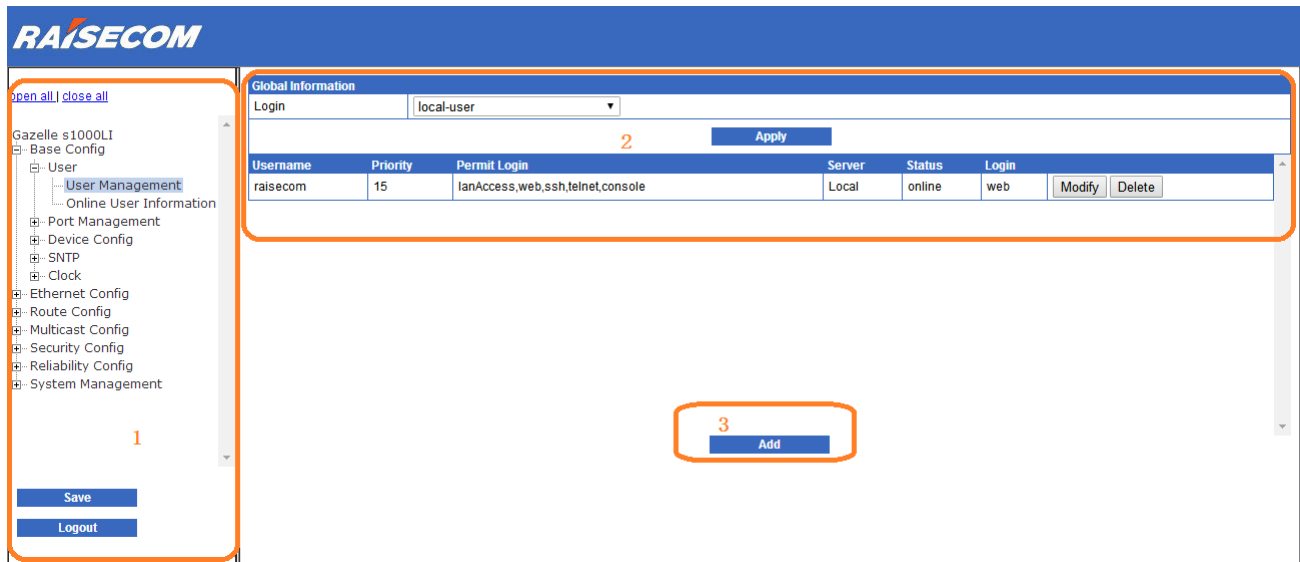 RAISECOM
open all | close all
Gazelle s1000LI
Base Config
User
User Management
Online User Information
Port Management
Device Config
SNTP
Clock
Ethernet Config
Route Config
Multicast Config
Security Config
Reliability Config
System Management
1
Save
Logout
Global Information
Login local-user
2 Apply
Username Priority Permit Login Server Status Login
raisecom 15 lanAccess,web,ssh,telnet,console Local online web Modify Delete
3
Add